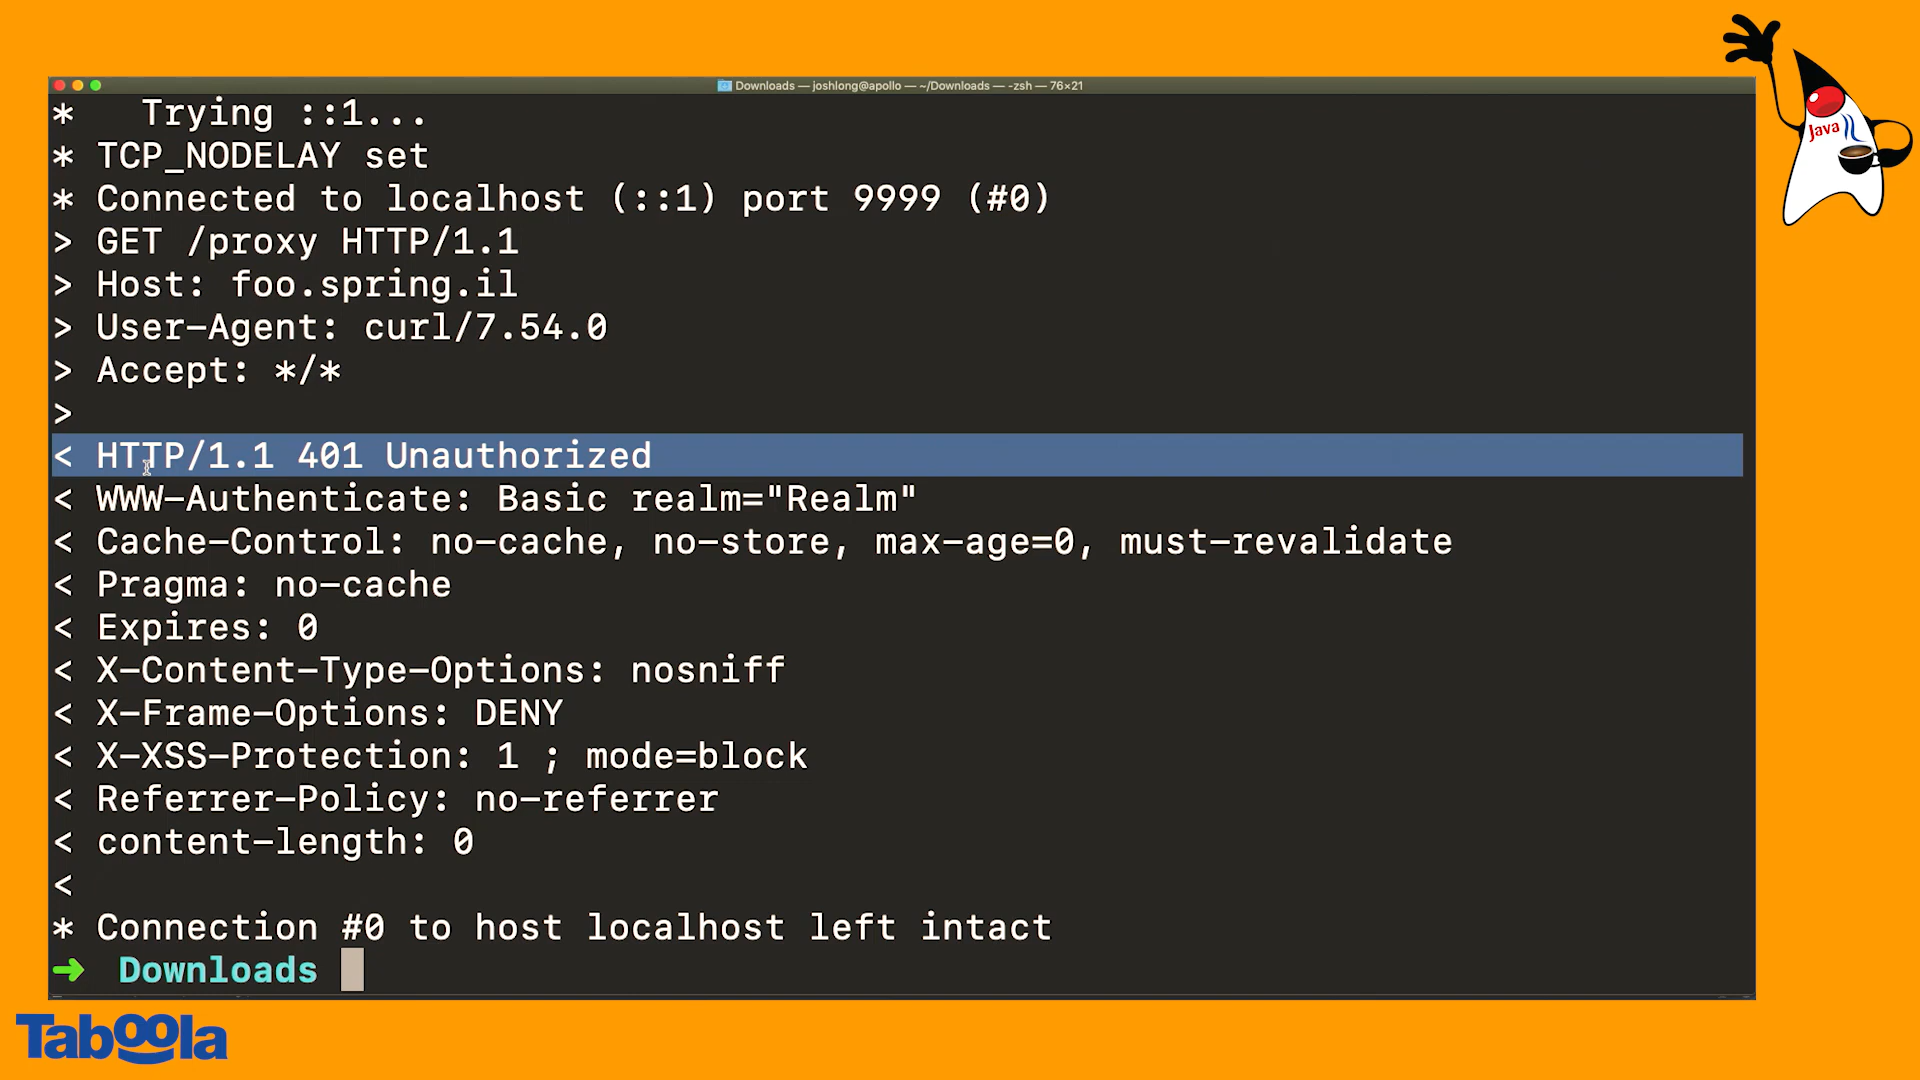 Downloads — joshlong@apollo — ~/Downloads — -zsh — 76×21
*   Trying ::1...
* TCP_NODELAY set
* Connected to localhost (::1) port 9999 (#0)
> GET /proxy HTTP/1.1
> Host: foo.spring.il
> User-Agent: curl/7.54.0
> Accept: */*
>
< HTTP/1.1 401 Unauthorized
< WWW-Authenticate: Basic realm="Realm"
< Cache-Control: no-cache, no-store, max-age=0, must-revalidate
< Pragma: no-cache
< Expires: 0
< X-Content-Type-Options: nosniff
< X-Frame-Options: DENY
< X-XSS-Protection: 1 ; mode=block
< Referrer-Policy: no-referrer
< content-length: 0
<
* Connection #0 to host localhost left intact
➜ Downloads
Java
Taboola